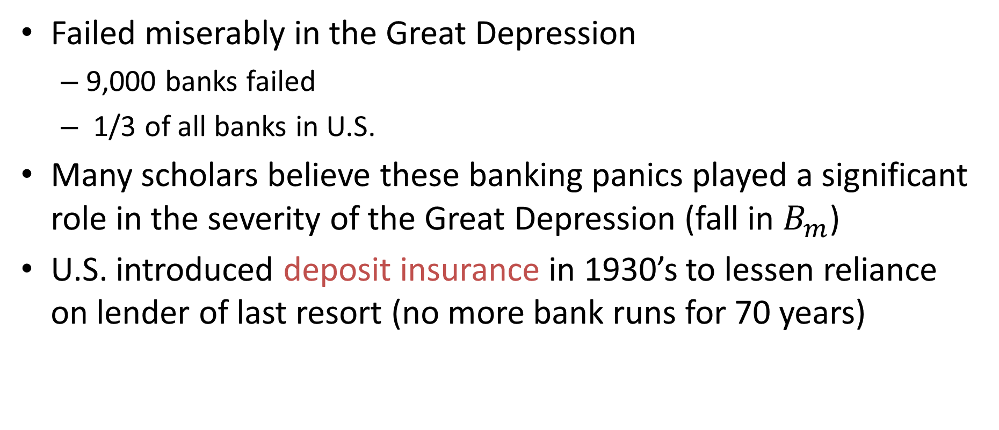 • Failed miserably in the Great Depression
– 9,000 banks failed
– 1/3 of all banks in U.S.
• Many scholars believe these banking panics played a significant
role in the severity of the Great Depression (fall in $B_m$)
• U.S. introduced deposit insurance in 1930’s to lessen reliance
on lender of last resort (no more bank runs for 70 years)